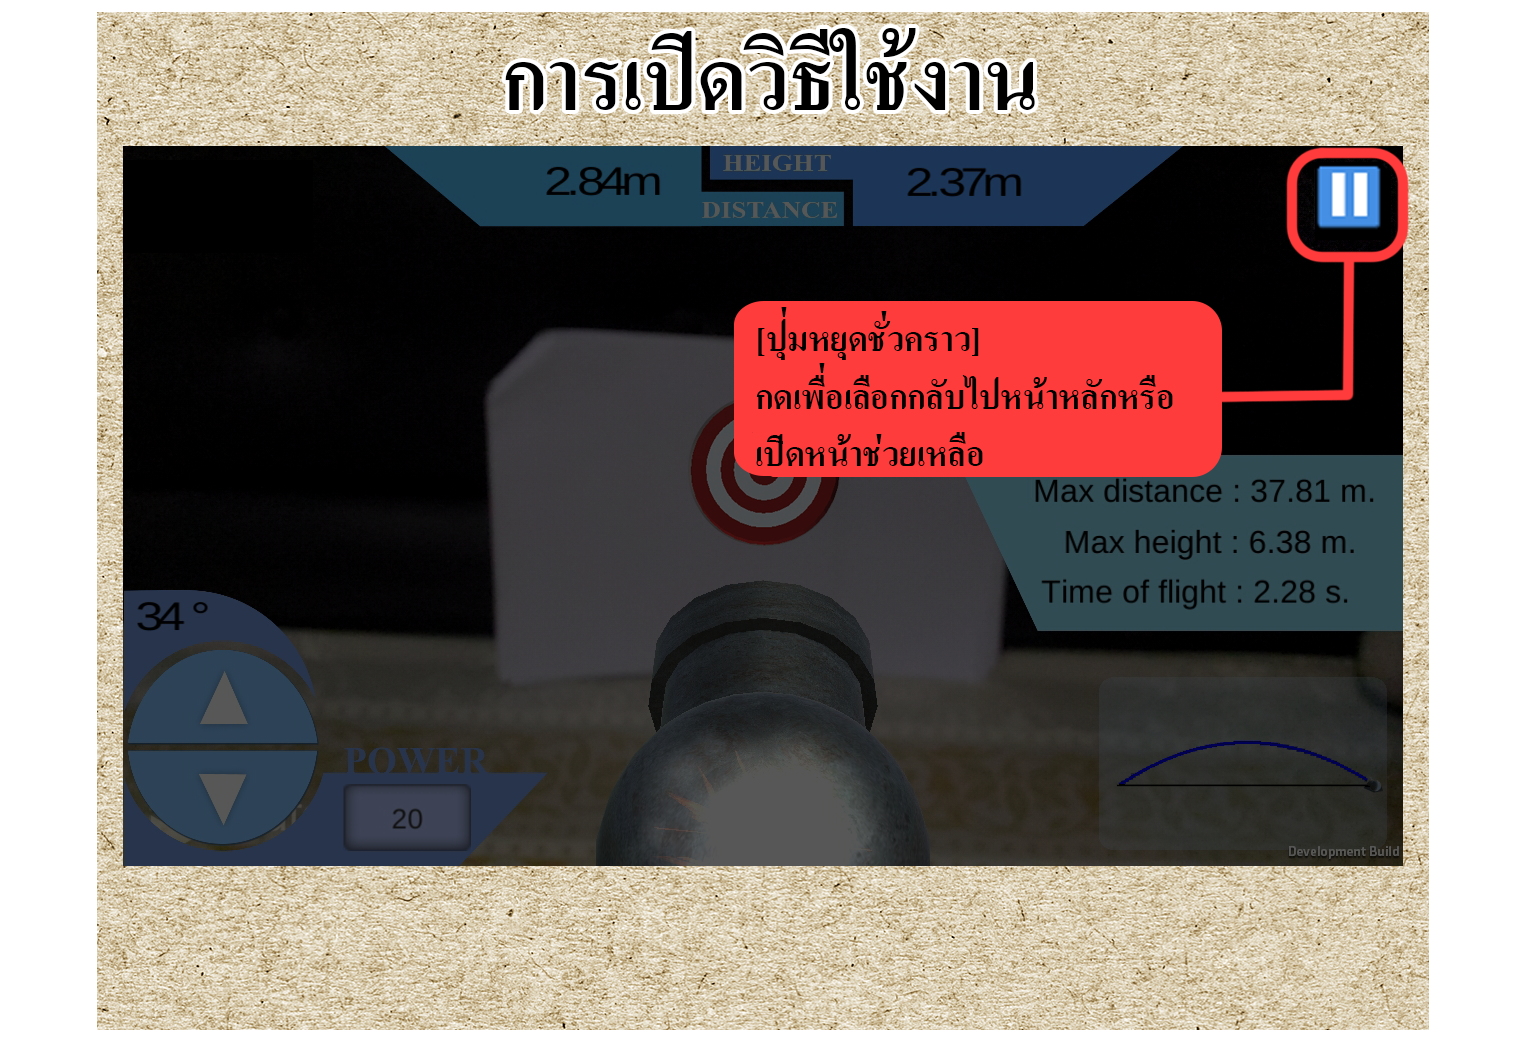 การเปิดวิธีใช้งาน
2.84m
HEIGHT
DISTANCE
2.37m
[ปุ่มหยุดชั่วคราว]
กดเพื่อเลือกกลับไปหน้าหลักหรือ
เปิดหน้าช่วยเหลือ
Max distance : 37.81 m.
Max height : 6.38 m.
Time of flight : 2.28 s.
34°
POWER
20
Development Build